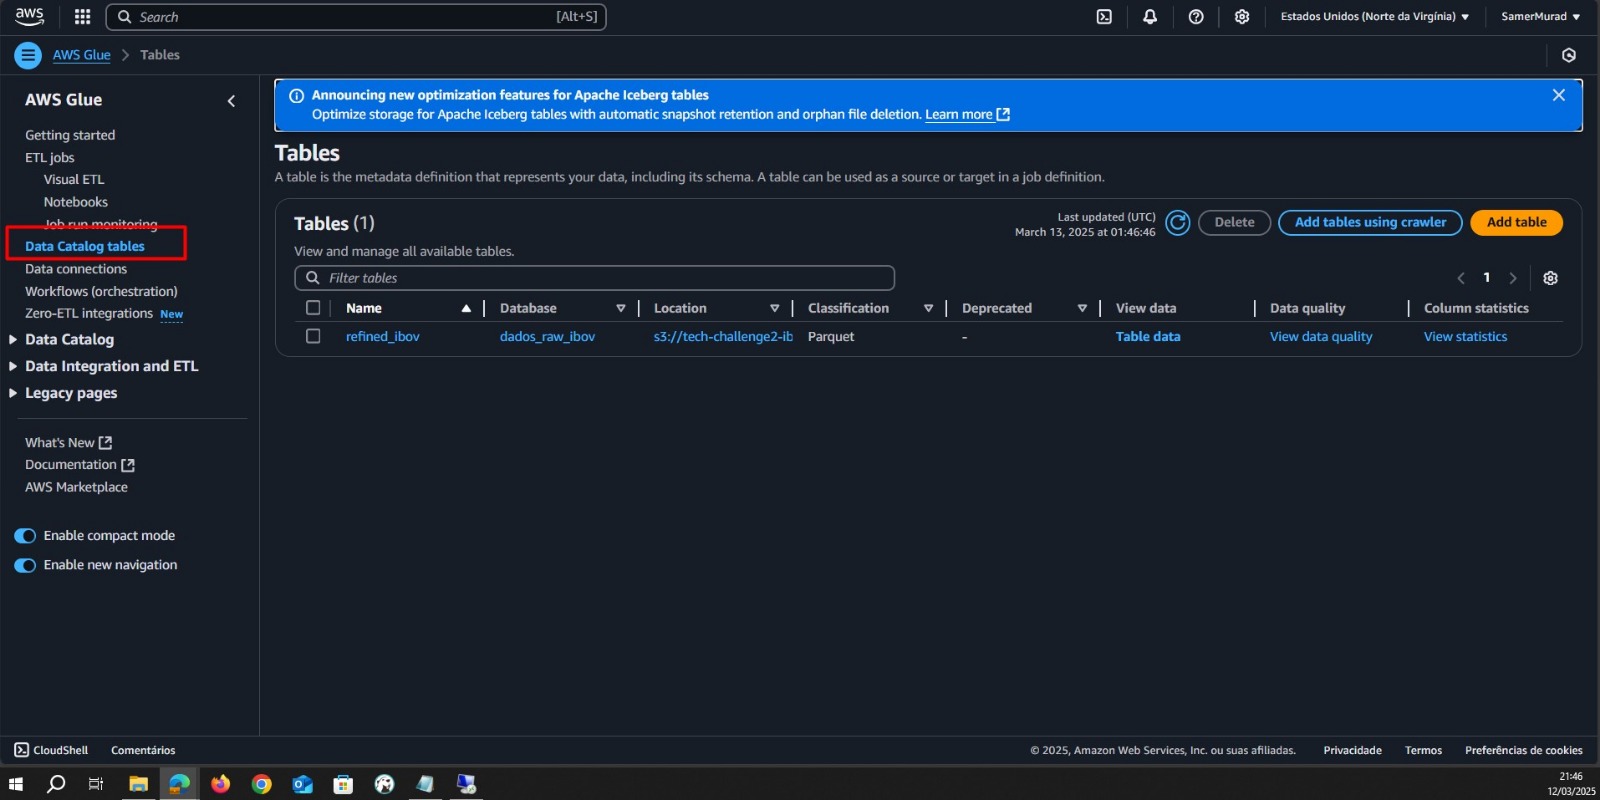 aws
Search [Alt+S]
Estados Unidos (Norte da Virgínia)
SamerMurad
AWS Glue > Tables
AWS Glue
Getting started
ETL jobs
Visual ETL
Notebooks
Job run monitoring
Data Catalog tables
Data connections
Workflows (orchestration)
Zero-ETL integrations New
Data Catalog
Data Integration and ETL
Legacy pages
What's New
Documentation
AWS Marketplace
Enable compact mode
Enable new navigation
Announcing new optimization features for Apache Iceberg tables
Optimize storage for Apache Iceberg tables with automatic snapshot retention and orphan file deletion. Learn more
Tables
A table is the metadata definition that represents your data, including its schema. A table can be used as a source or target in a job definition.
Tables (1)
Last updated (UTC)
March 13, 2025 at 01:46:46
Delete
Add tables using crawler
Add table
View and manage all available tables.
Filter tables
1
Name Database Location Classification Deprecated View data Data quality Column statistics
refined_ibov dados_raw_ibov s3://tech-challenge2-ib Parquet - Table data View data quality View statistics
CloudShell Comentários © 2025, Amazon Web Services, Inc. ou suas afiliadas. Privacidade Termos Preferências de cookies
21:46
12/03/2025